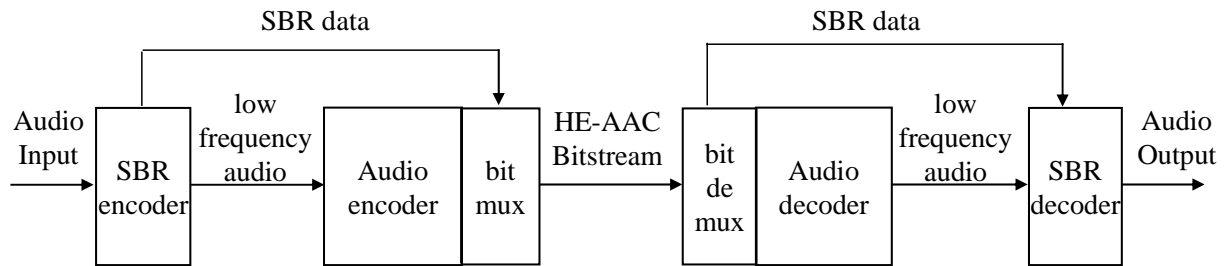 SBR data
SBR data
Audio
Input
SBR
encoder
low
frequency
audio
Audio
encoder
bit
mux
HE-AAC
Bitstream
bit
de
mux
Audio
decoder
low
frequency
audio
SBR
decoder
Audio
Output